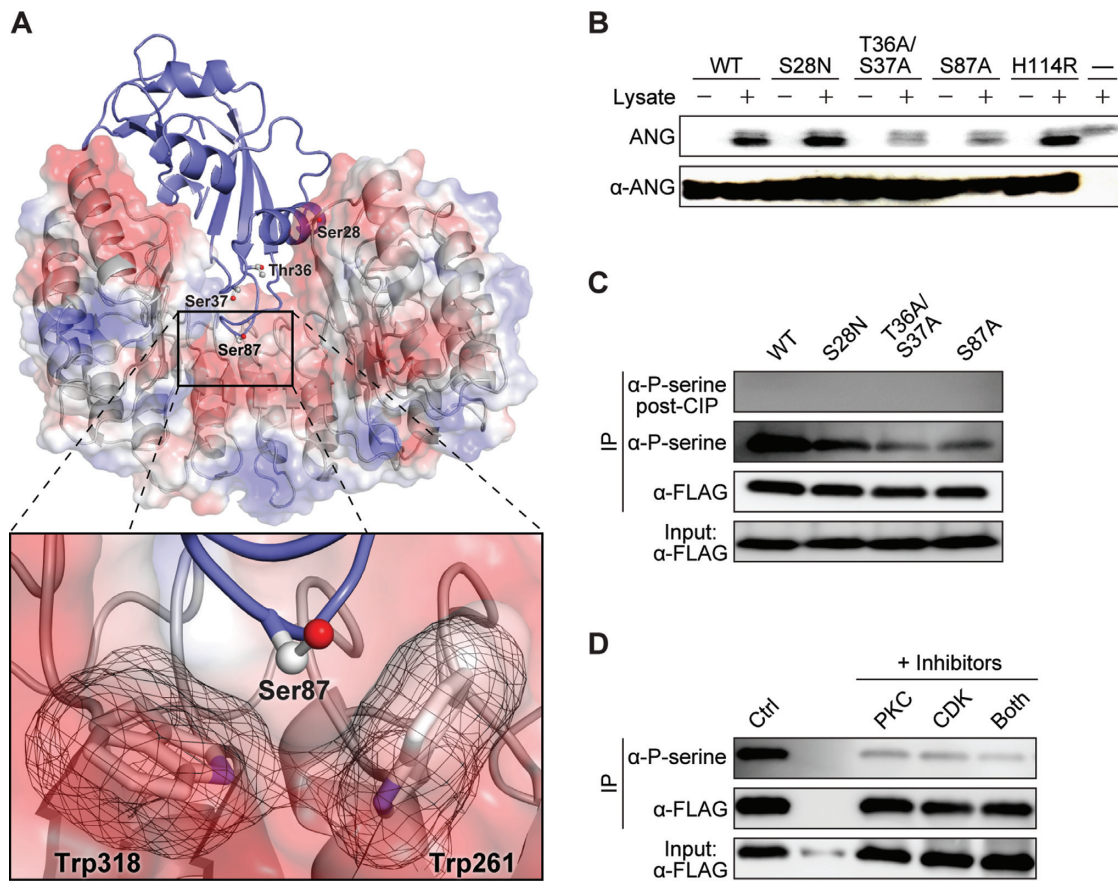 A
Ser28
Thr36
Ser37
Ser87
Ser87
Trp318
Trp261
B
T36A/
WT S28N S37A S87A H114R —
Lysate − + − + − + − + − + +
ANG
α-ANG
C
WT S28N T36A/ S87A
S37A
IP
α-P-serine
post-CIP
α-P-serine
α-FLAG
Input:
α-FLAG
D
+ Inhibitors
Ctrl PKC CDK Both
IP
α-P-serine
α-FLAG
Input:
α-FLAG